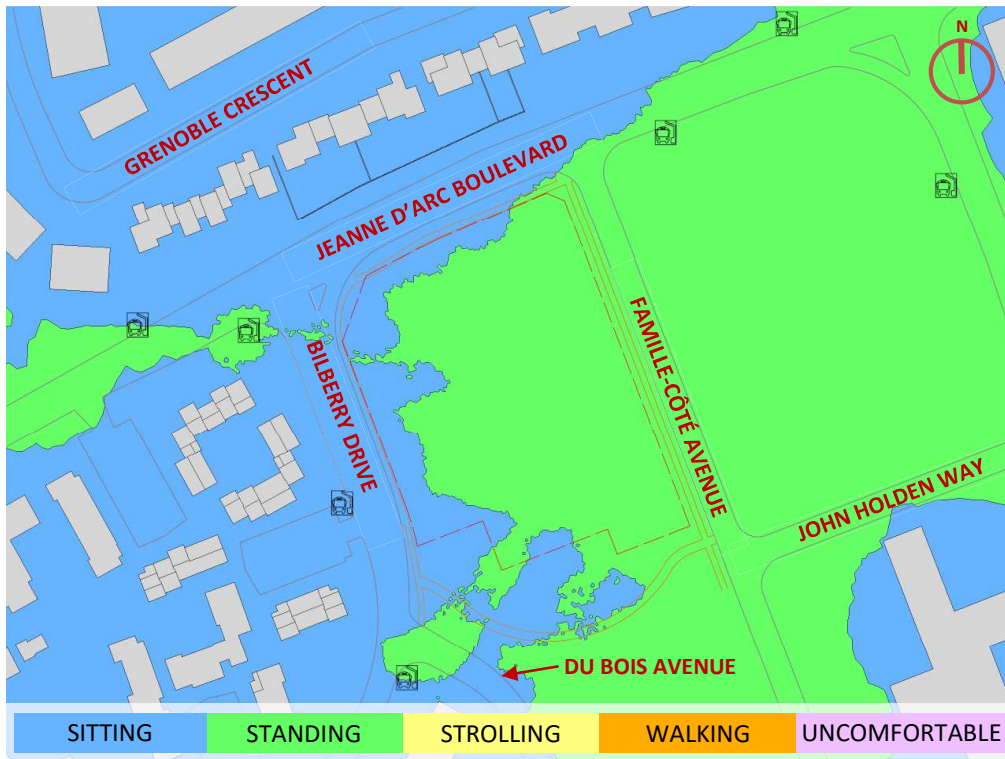 N
GRENOBLE CRESCENT
JEANNE D'ARC BOULEVARD
BILBERRY DRIVE
FAMILLE-CÔTÉ AVENUE
JOHN HOLDEN WAY
DU BOIS AVENUE
SITTING
STANDING
STROLLING
WALKING
UNCOMFORTABLE